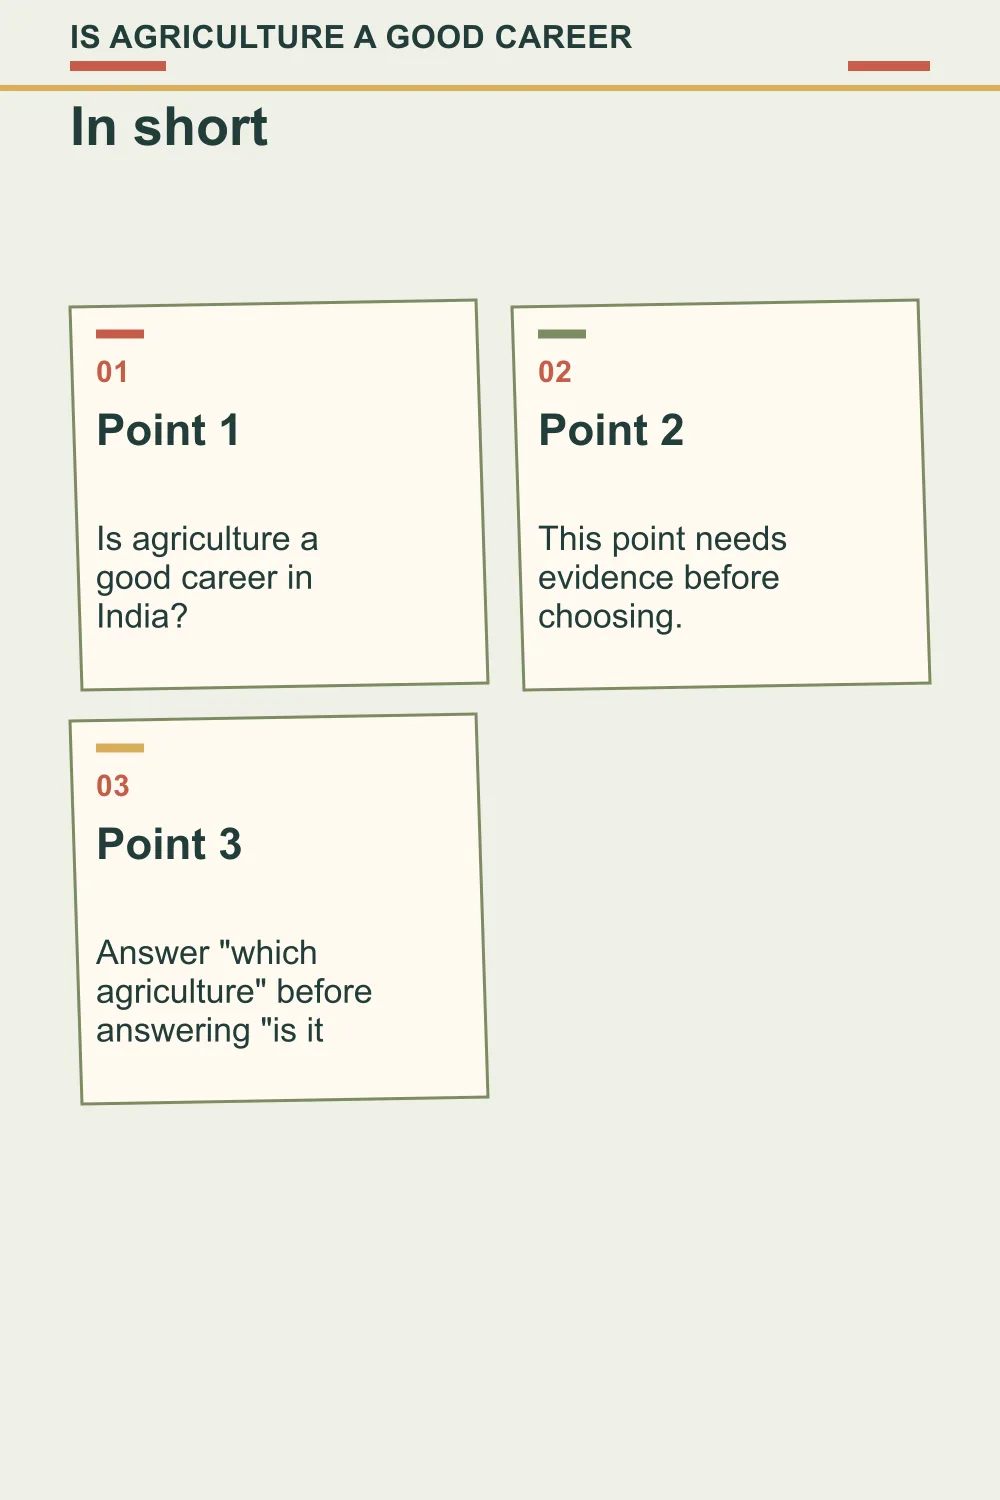 IS AGRICULTURE A GOOD CAREER
In short
01
Point 1
Is agriculture a
good career in
India?
02
Point 2
This point needs
evidence before
choosing.
03
Point 3
Answer "which
agriculture" before
answering "is it